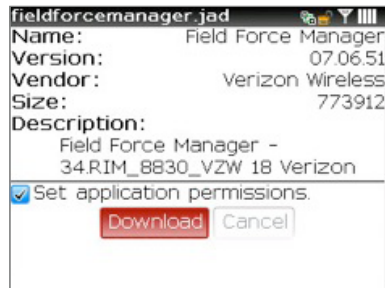 fieldforcemanager.jad
Name: Field Force Manager
Version: 07.06.51
Vendor: Verizon Wireless
Size: 773912
Description:
Field Force Manager -
34.RIM_8830_VZW 18 Verizon
Set application permissions.
Download Cancel